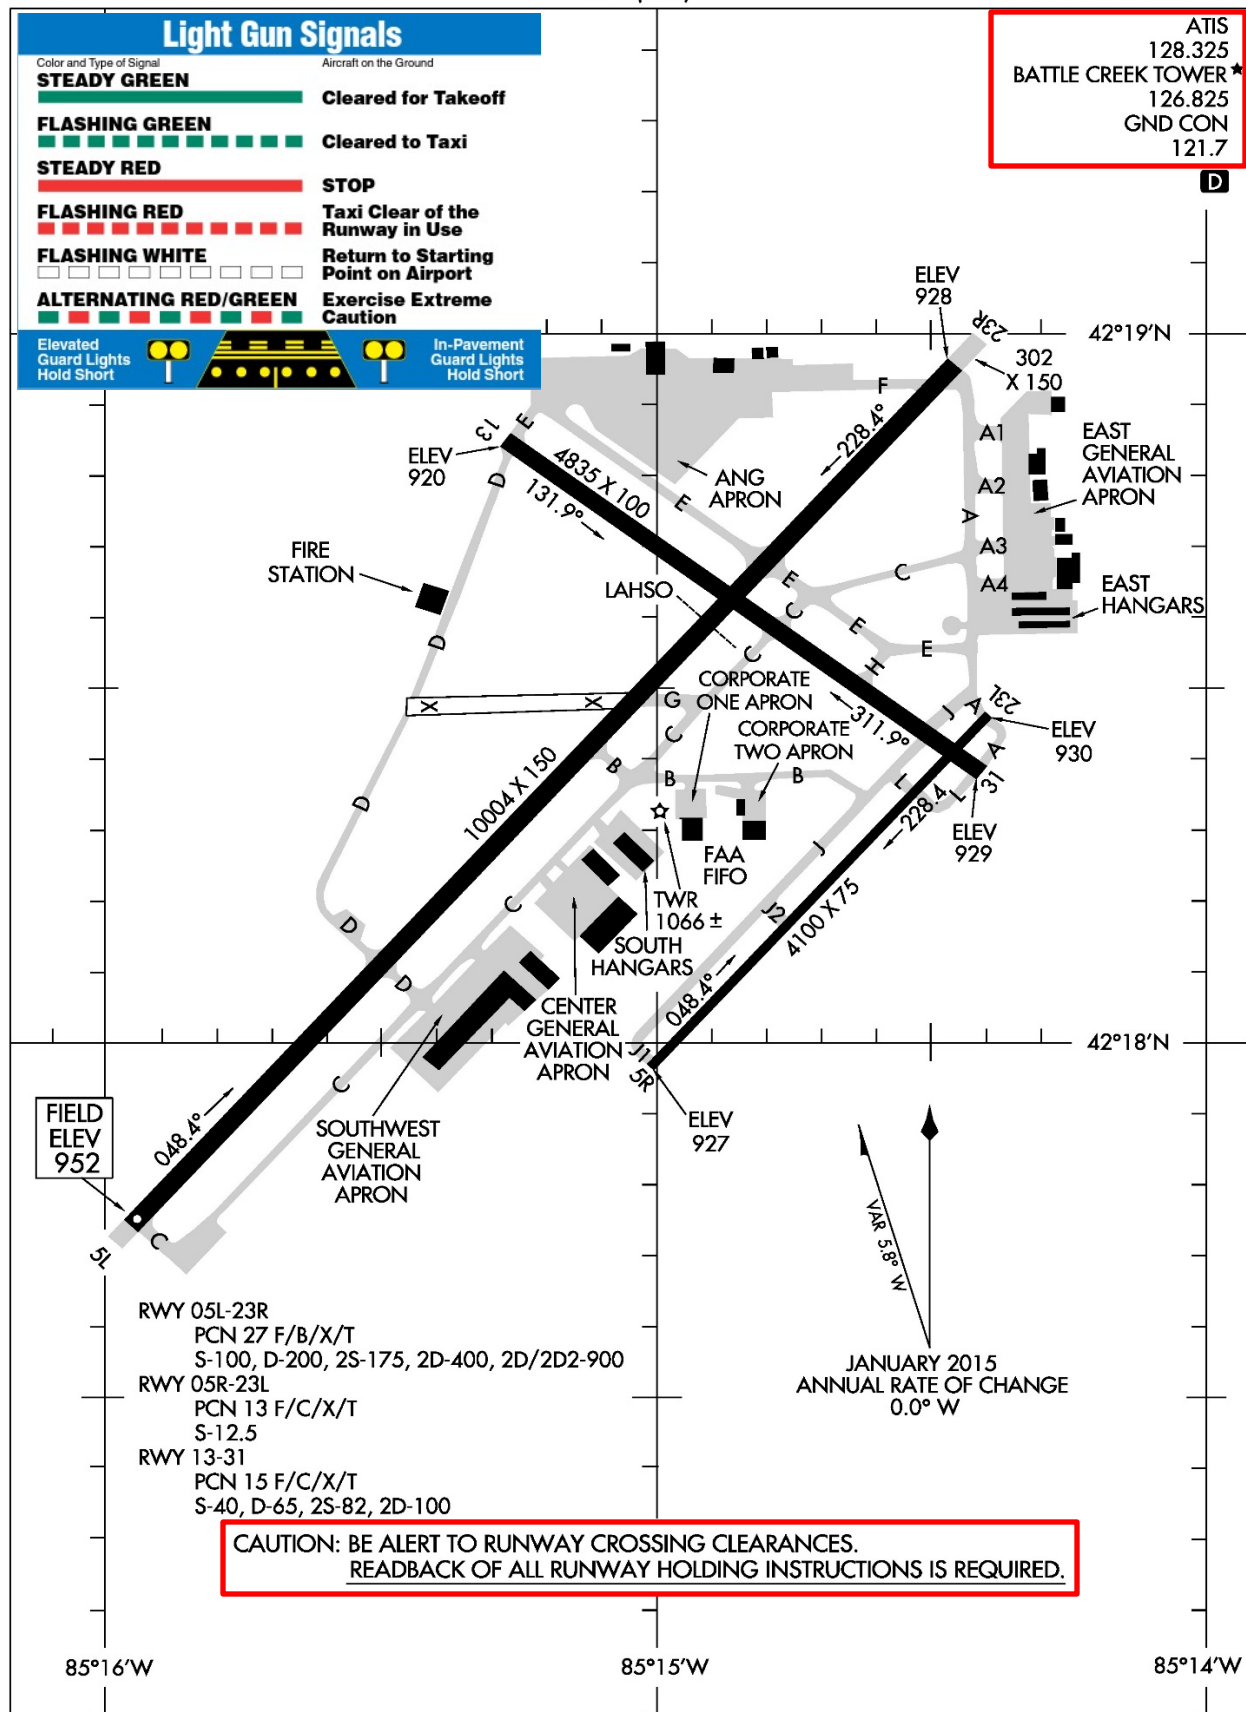 Light Gun Signals
Color and Type of Signal
Aircraft on the Ground
STEADY GREEN
Cleared for Takeoff
FLASHING GREEN
Cleared to Taxi
STEADY RED
STOP
FLASHING RED
Taxi Clear of the
Runway in Use
FLASHING WHITE
Return to Starting
Point on Airport
ALTERNATING RED/GREEN
Exercise Extreme
Caution
Elevated
Guard Lights
Hold Short
In-Pavement
Guard Lights
Hold Short
ATIS
128.325
BATTLE CREEK TOWER★
126.825
GND CON
121.7
D
ELEV
928
23R
42°19'N
302
X 150
F
228.4°
A1
EAST
GENERAL
AVIATION
APRON
A2
A
A3
A4
EAST
HANGARS
13
E
ELEV
920
D
4835 X 100
131.9°
ANG
APRON
E
FIRE
STATION
LAHSO
E
C
C
E
H
E
D
C
CORPORATE
ONE APRON
X
X
G
C
CORPORATE
TWO APRON
311.9°
J
A
23L
ELEV
930
A
31
L
L
B
B
B
10004 X 150
228.4
ELEV
929
D
FAA
FIFO
J
TWR
1066 ±
J2
4100 X 75
C
D
SOUTH
HANGARS
D
048.4°
CENTER
GENERAL
AVIATION
APRON
J1
5R
42°18'N
C
ELEV
927
FIELD
ELEV
952
048.4°
SOUTHWEST
GENERAL
AVIATION
APRON
C
5L
VAR 5.8° W
JANUARY 2015
ANNUAL RATE OF CHANGE
0.0° W
RWY 05L-23R
PCN 27 F/B/X/T
S-100, D-200, 2S-175, 2D-400, 2D/2D2-900
RWY 05R-23L
PCN 13 F/C/X/T
S-12.5
RWY 13-31
PCN 15 F/C/X/T
S-40, D-65, 2S-82, 2D-100
CAUTION: BE ALERT TO RUNWAY CROSSING CLEARANCES.
READBACK OF ALL RUNWAY HOLDING INSTRUCTIONS IS REQUIRED.
85°16'W
85°15'W
85°14'W